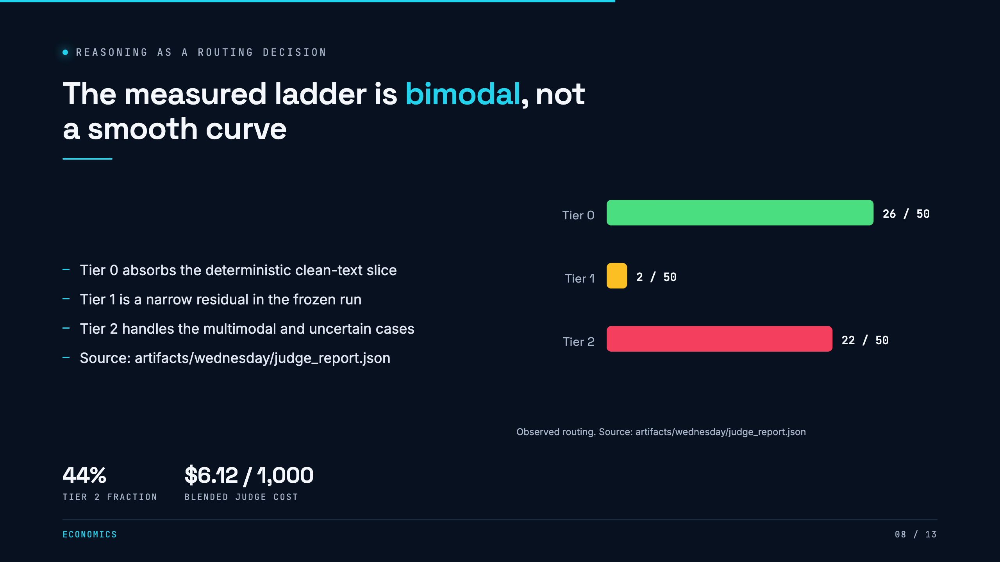 REASONING AS A ROUTING DECISION
The measured ladder is bimodal, not
a smooth curve
– Tier 0 absorbs the deterministic clean-text slice
– Tier 1 is a narrow residual in the frozen run
– Tier 2 handles the multimodal and uncertain cases
– Source: artifacts/wednesday/judge_report.json
Tier 0 26 / 50
Tier 1 2 / 50
Tier 2 22 / 50
Observed routing. Source: artifacts/wednesday/judge_report.json
44%
TIER 2 FRACTION
$6.12 / 1,000
BLENDED JUDGE COST
ECONOMICS
08 / 13